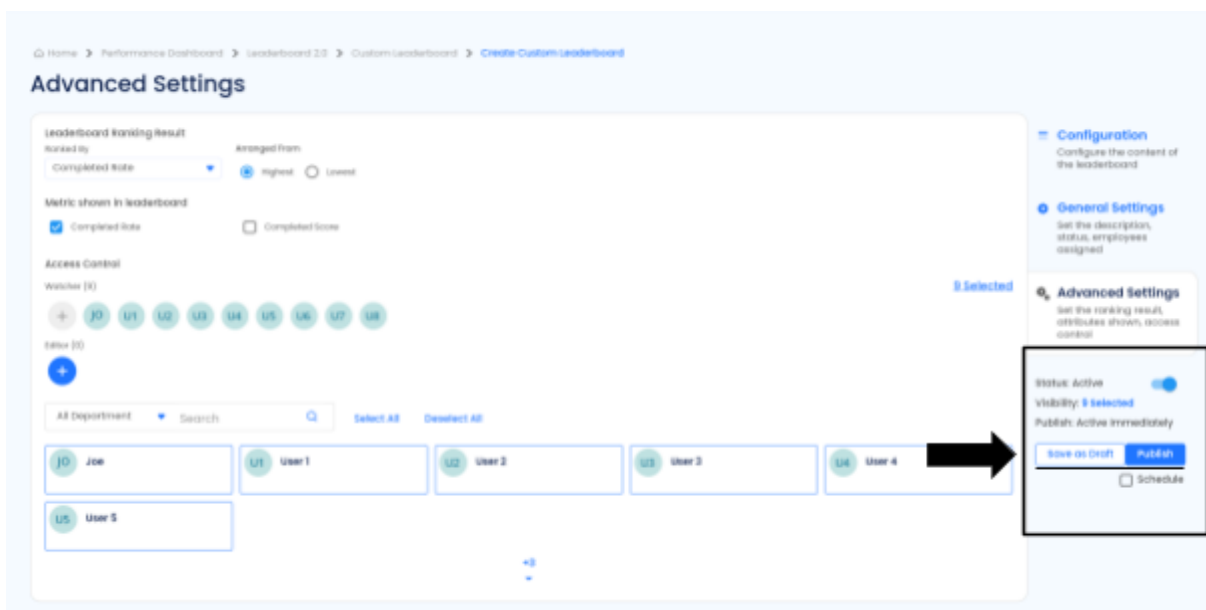 Home > Performance Dashboard > Leaderboard 2.0 > Custom Leaderboard > Create Custom Leaderboard
Advanced Settings
Leaderboard Ranking Result
Ranked By
Arranged From
Completed Rate
Highest
Lowest
Metric shown in leaderboard
Completed Rate
Completed Score
Access Control
Watcher (9)
9 Selected
+ JO U1 U2 U3 U4 U5 U6 U7 U8
Editor (0)
+
All Department
Search
Select All
Deselect All
JO Joe
U1 User 1
U2 User 2
U3 User 3
U4 User 4
U5 User 5
+3
Configuration
Configure the content of
the leaderboard
General Settings
Set the description,
status, employees
assigned
Advanced Settings
Set the ranking result,
attributes shown, access
control
Status: Active
Visibility: 9 Selected
Publish: Active Immediately
Save as Draft
Publish
Schedule